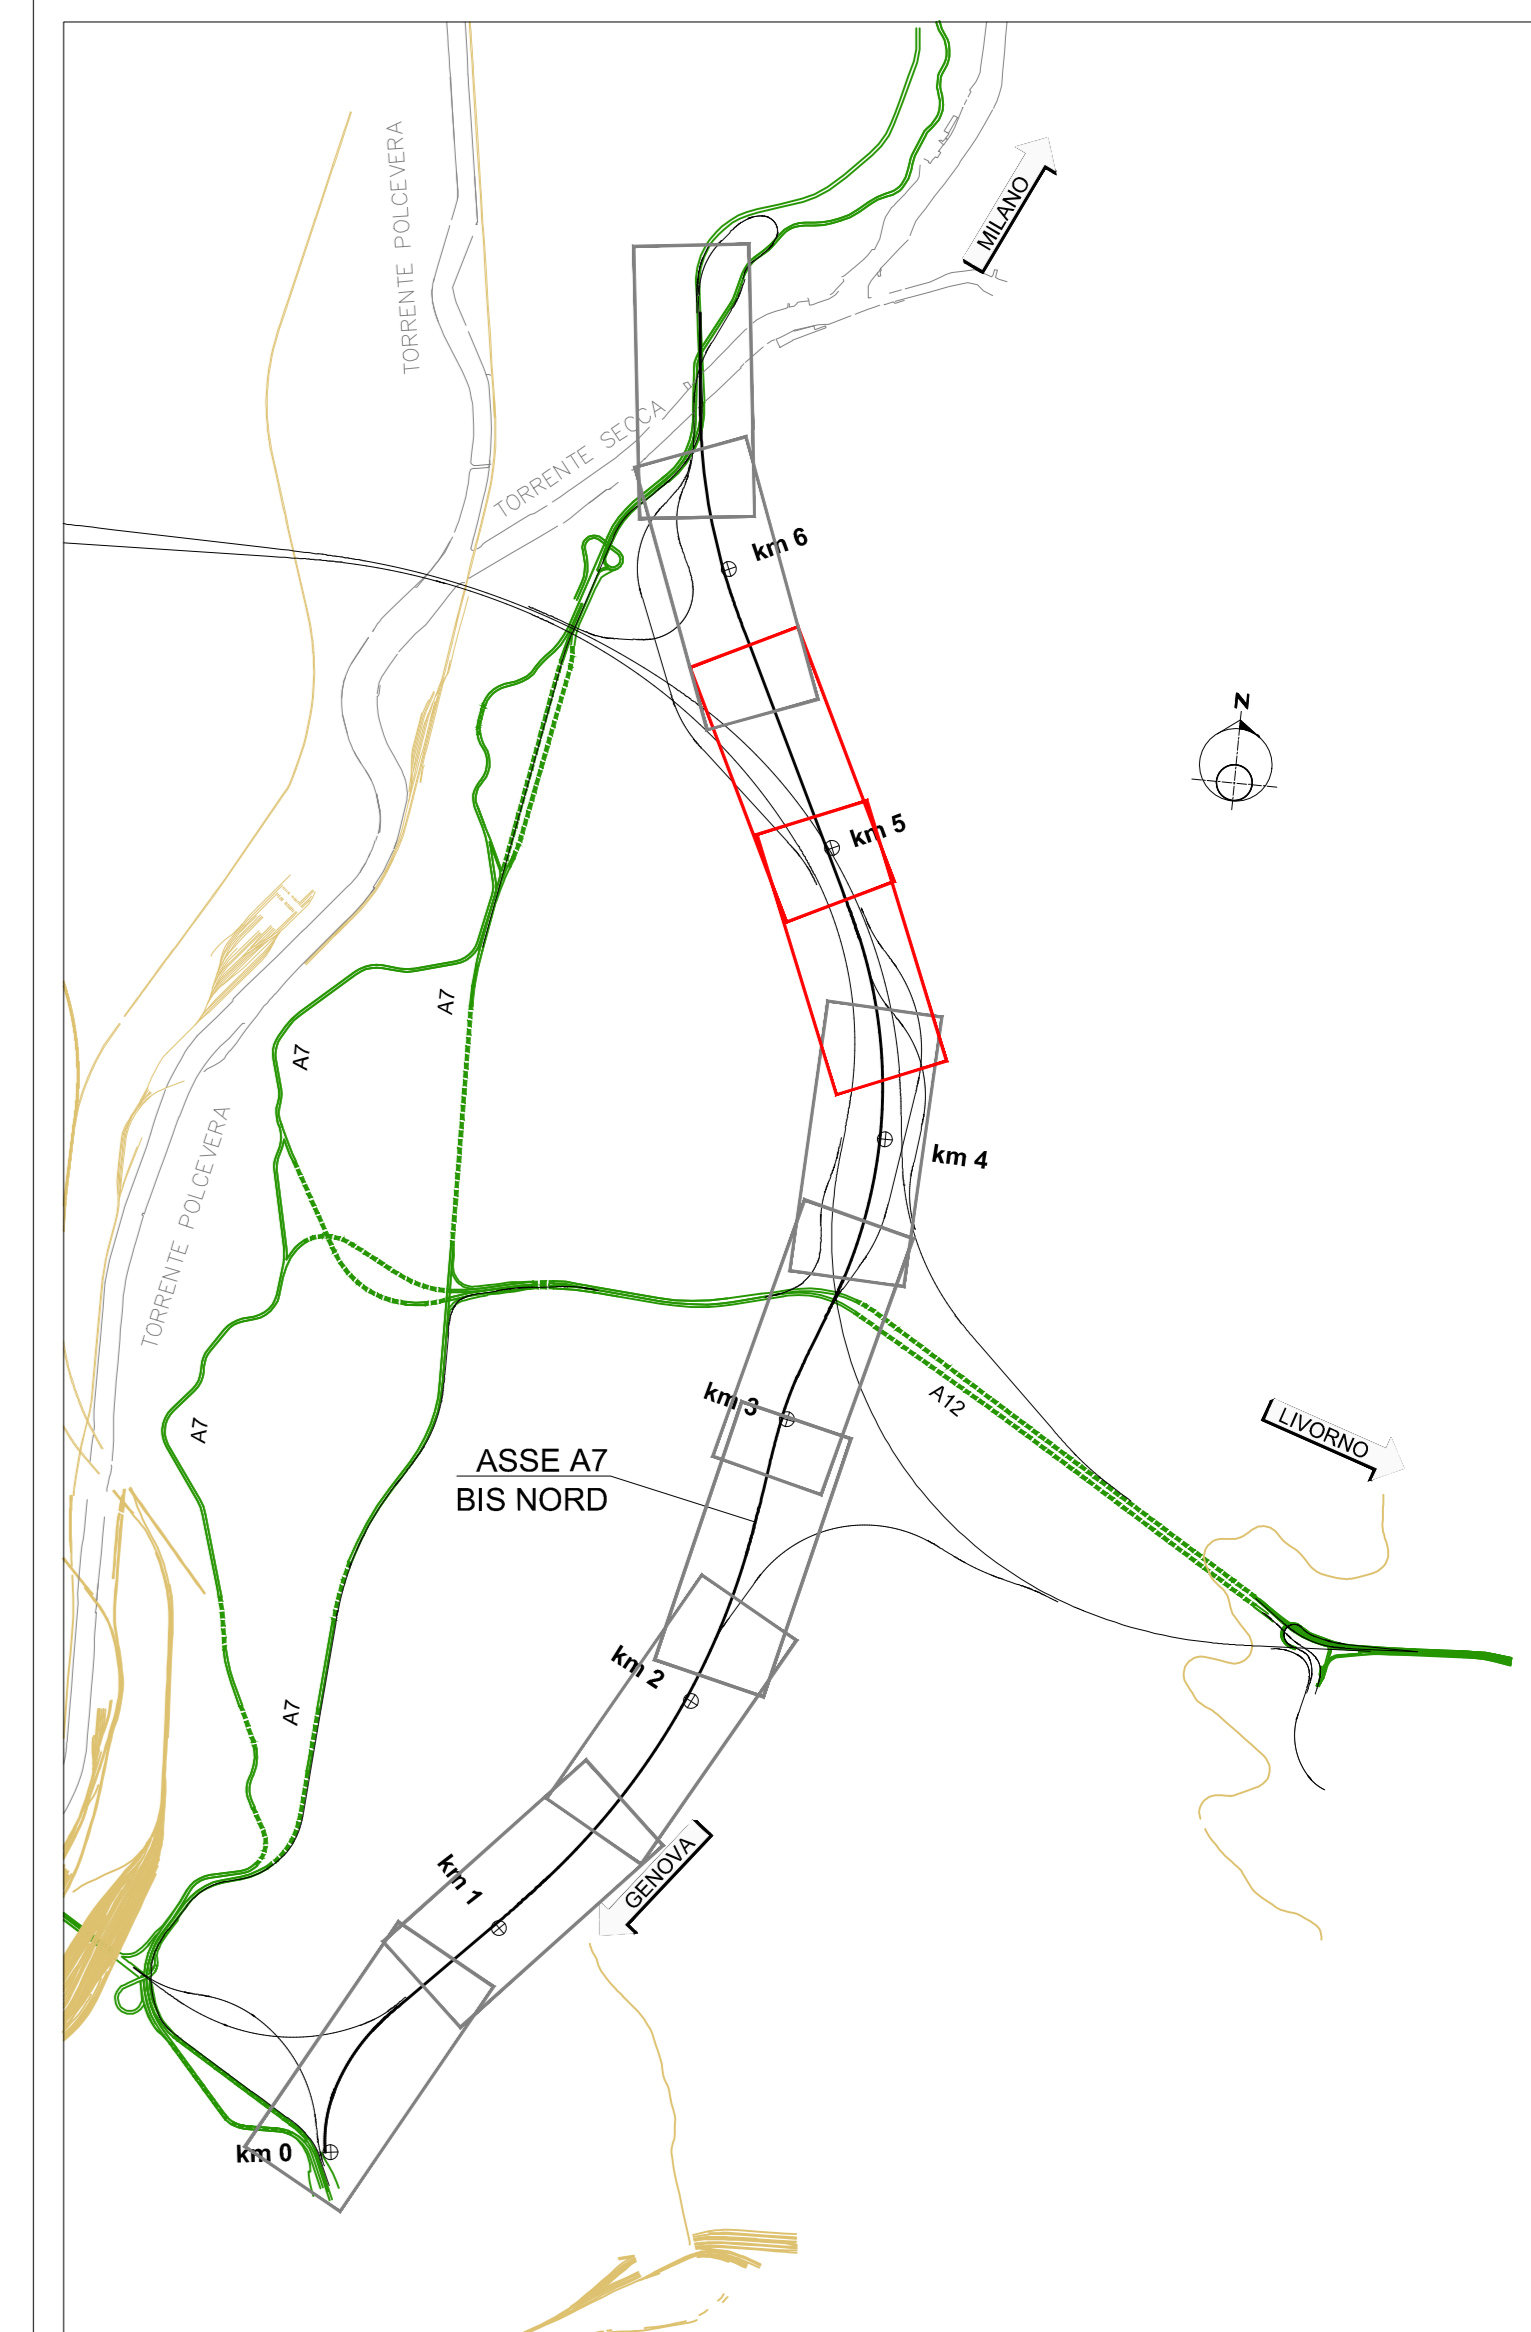 TORRENTE POLCEVERA
MILANO
TORRENTE SECCA
km 6
N
km 5
A7
A7
km 4
TORRENTE POLCEVERA
km 3
A12
LIVORNO
A7
ASSE A7
BIS NORD
km 2
A7
GENOVA
km 1
km 0